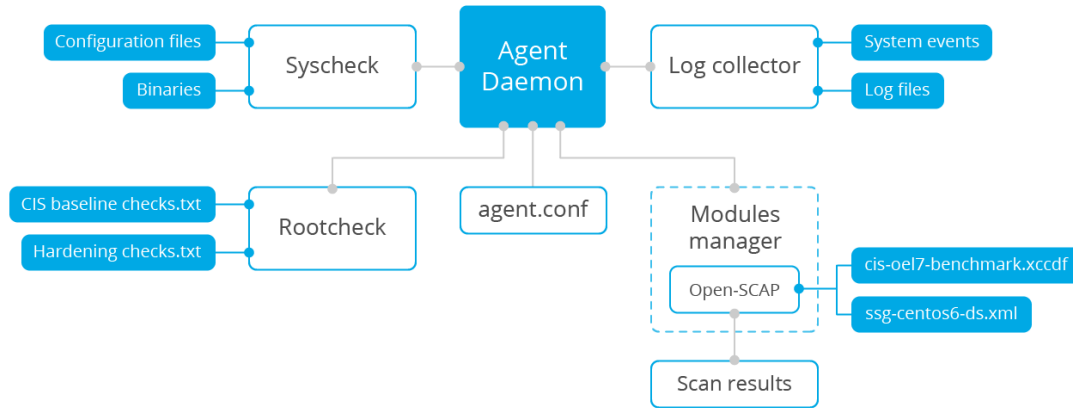 Configuration files
Binaries
Syscheck
Agent
Daemon
Log collector
System events
Log files
CIS baseline checks.txt
Hardening checks.txt
Rootcheck
agent.conf
Modules
manager
Open-SCAP
cis-oel7-benchmark.xccdf
ssg-centos6-ds.xml
Scan results